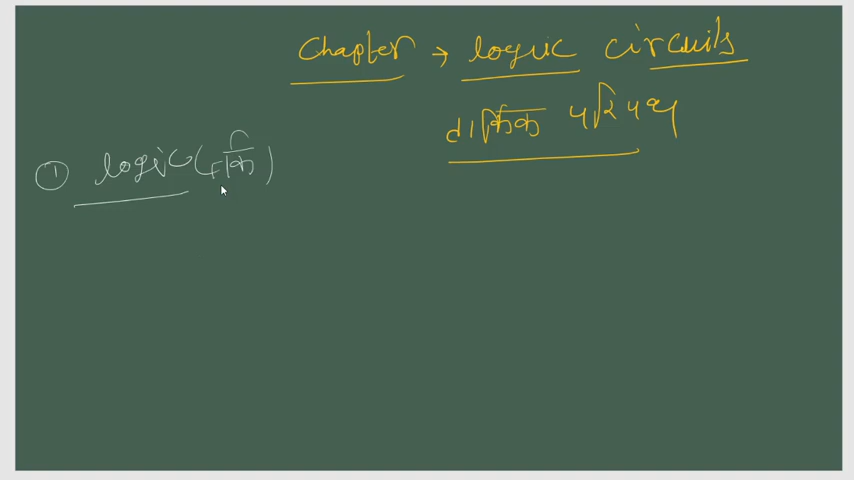 Chapter → logic circuits
तार्किक परिपथ
① logic (तर्क)